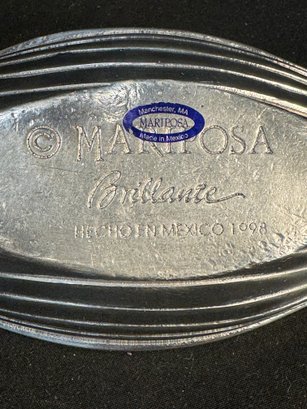 Manchester, MA
MARIPOSA
Made in Mexico
© MARIPOSA
Brillante
HECHO EN MEXICO 1998